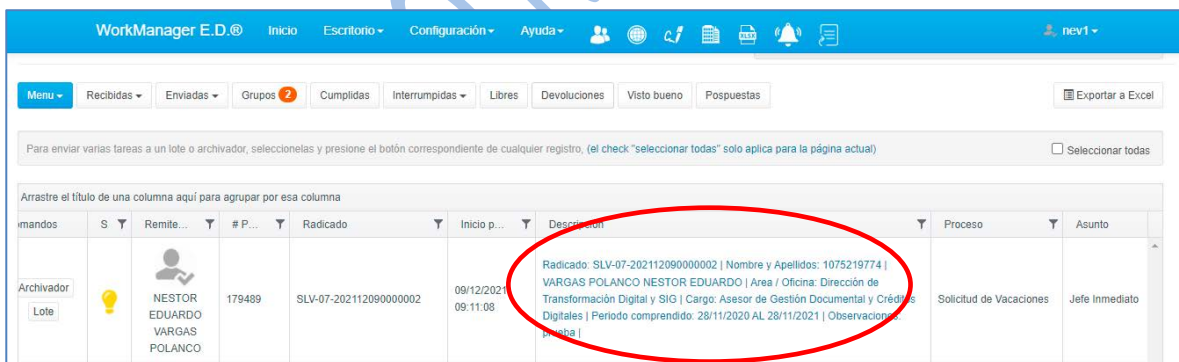 WorkManager E.D.® Inicio Escritorio Configuración Ayuda nev1
Menu Recibidas Enviadas Grupos 2 Cumplidas Interrumpidas Libres Devoluciones Visto bueno Pospuestas Exportar a Excel
Para enviar varias tareas a un lote o archivador, seleccionelas y presione el botón correspondiente de cualquier registro, (el check "seleccionar todas" solo aplica para la página actual) Seleccionar todas
Arrastre el título de una columna aquí para agrupar por esa columna
omandos S Remite... # P... Radicado Inicio p... Descripción Proceso Asunto
Archivador
Lote
NESTOR
EDUARDO
VARGAS
POLANCO
179489
SLV-07-202112090000002
09/12/2021
09:11:08
Radicado: SLV-07-202112090000002 | Nombre y Apellidos: 1075219774 |
VARGAS POLANCO NESTOR EDUARDO | Area / Oficina: Dirección de
Transformación Digital y SIG | Cargo: Asesor de Gestión Documental y Créditos
Digitales | Periodo comprendido: 28/11/2020 AL 28/11/2021 | Observaciones:
prueba |
Solicitud de Vacaciones
Jefe Inmediato